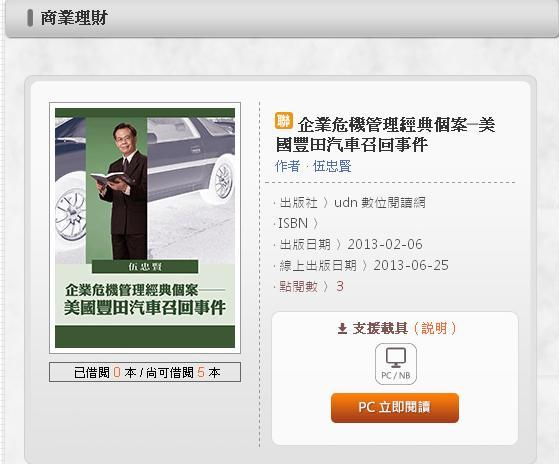 商業理財
伍忠賢
企業危機管理經典個案——
美國豐田汽車召回事件
已借閱 0 本 / 尚可借閱 5 本
聯 企業危機管理經典個案─美
國豐田汽車召回事件
作者 · 伍忠賢
· 出版社 〉udn 數位閱讀網
· ISBN 〉
· 出版日期 〉2013-02-06
· 線上出版日期 〉2013-06-25
· 點閱數 〉3
支援載具 ( 說明 )
PC / NB
PC 立即閱讀